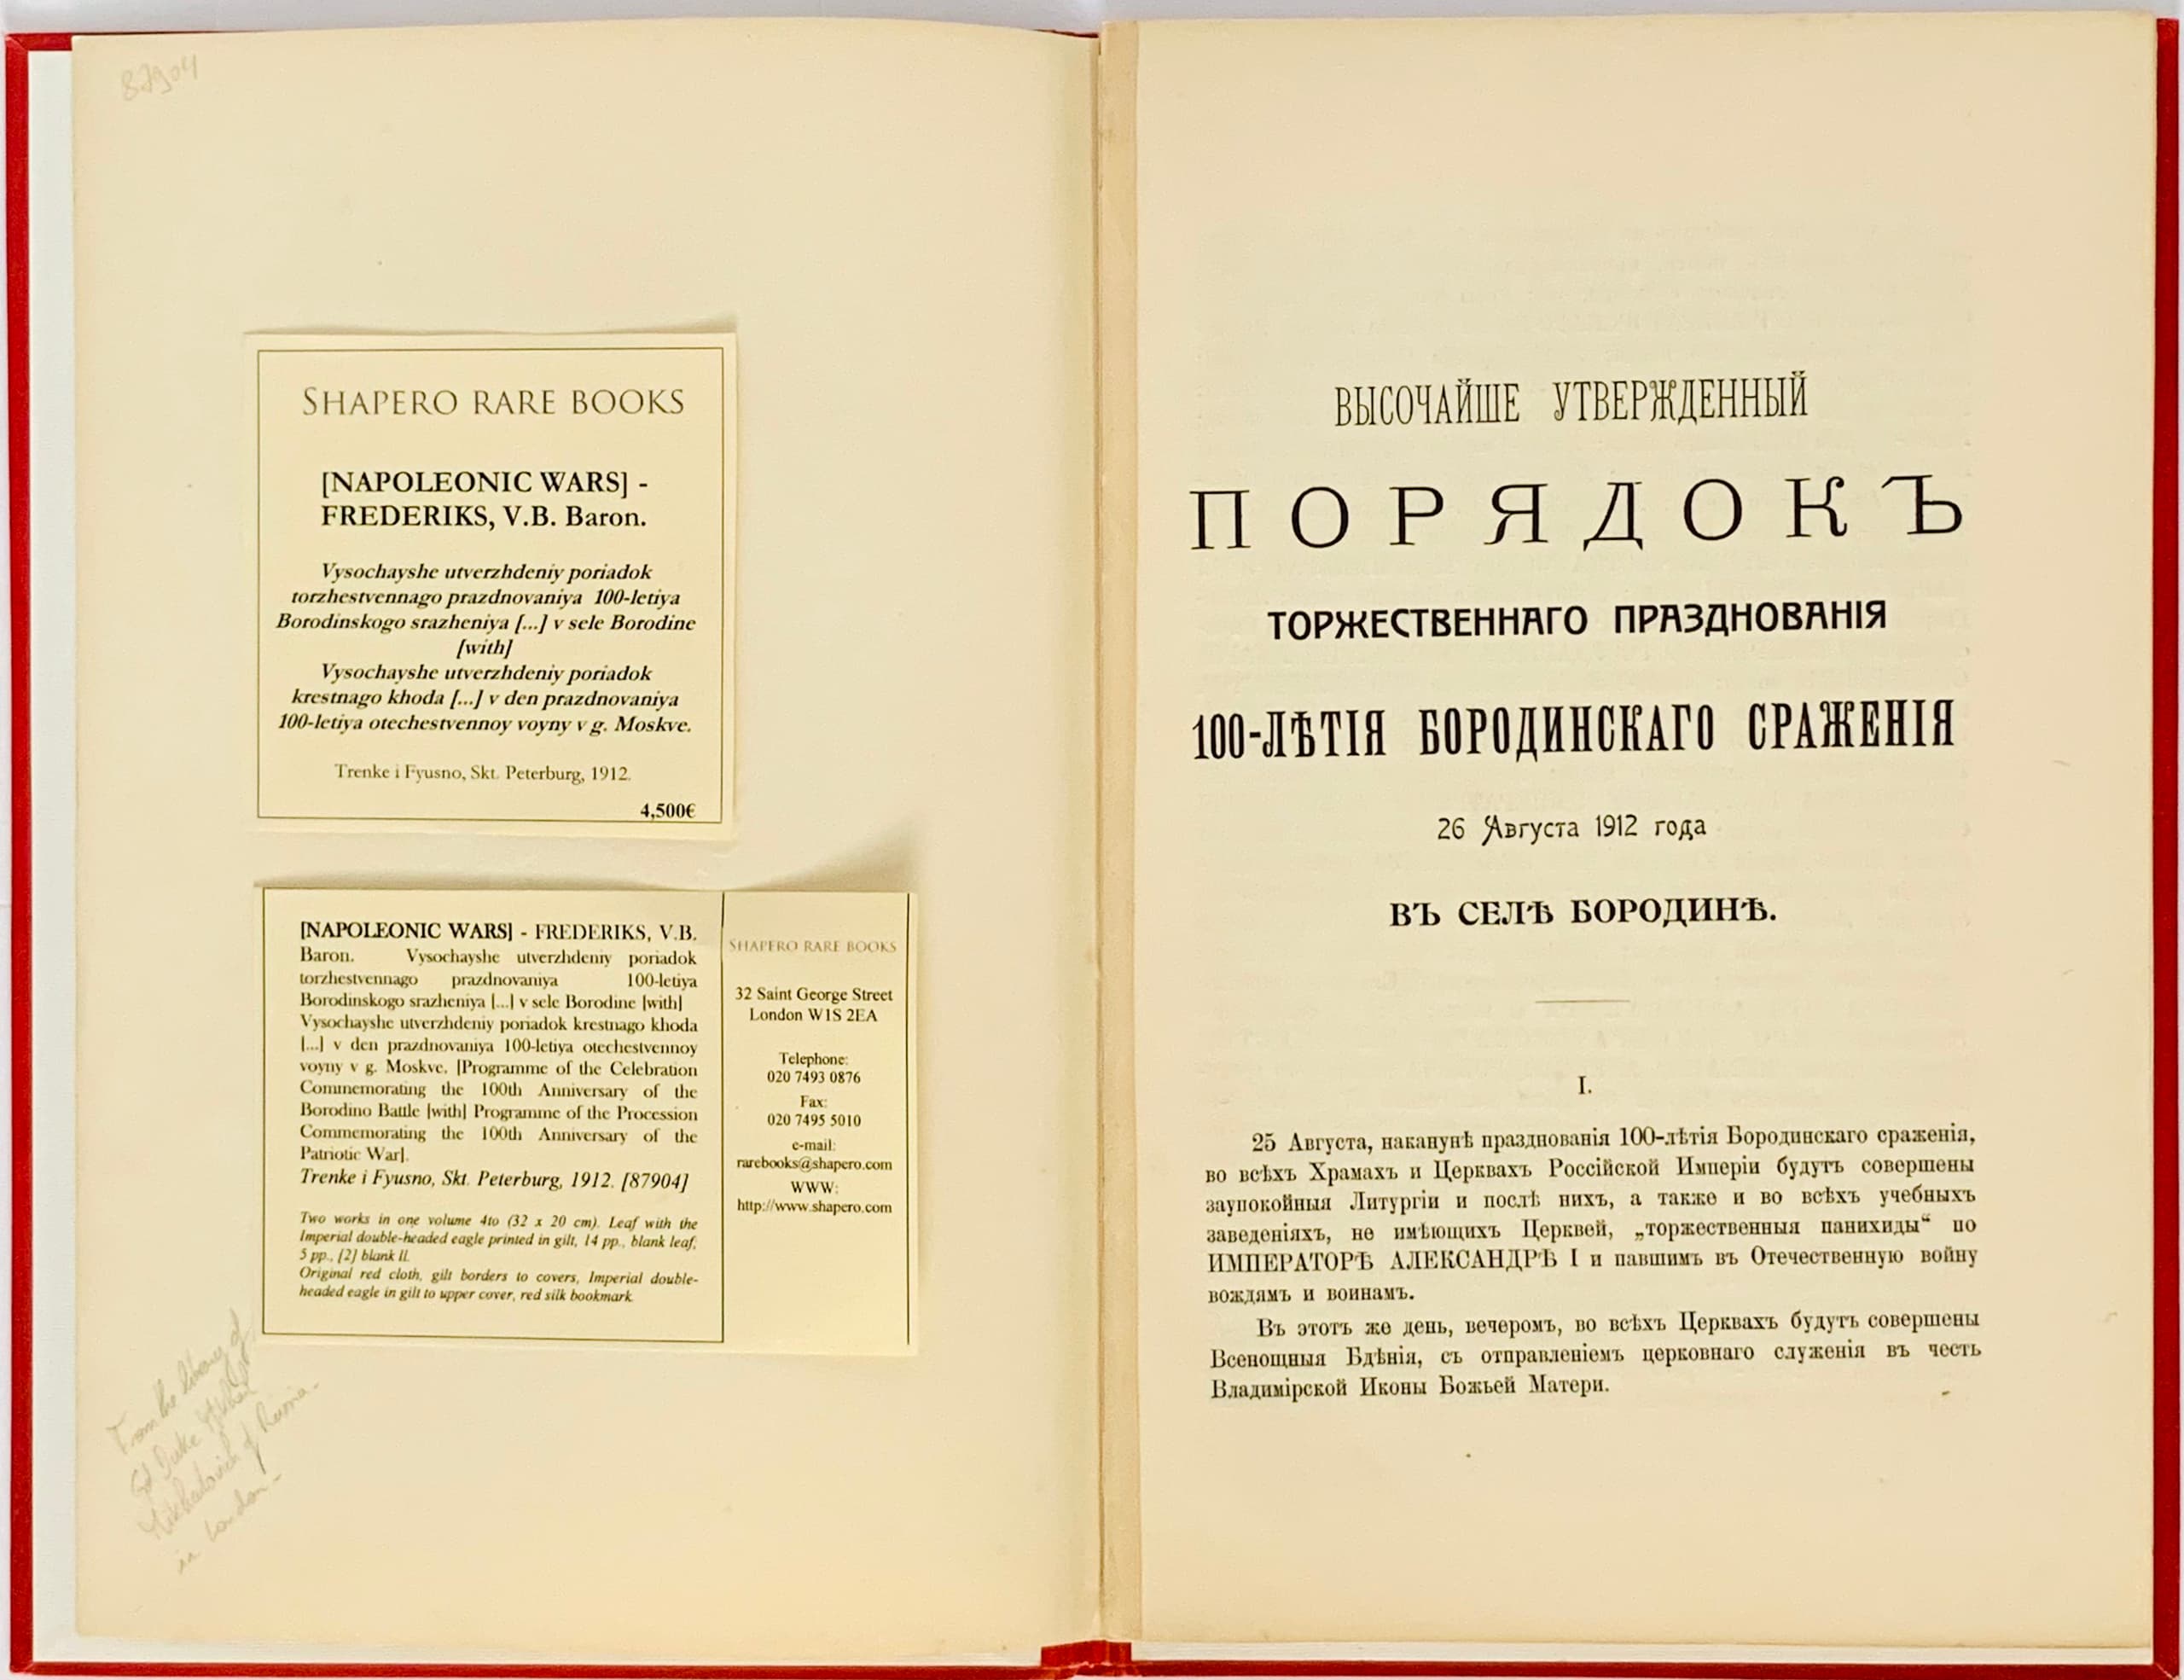 87904
SHAPERO RARE BOOKS
[NAPOLEONIC WARS] -
FREDERIKS, V.B. Baron.
Vysochayshe utverzhdeniy poriadok
torzhestvennago prazdnovaniya 100-letiya
Borodinskogo srazheniya [...] v sele Borodine
[with]
Vysochayshe utverzhdeniy poriadok
krestnago khoda [...] v den prazdnovaniya
100-letiya otechestvennoy voyny v g. Moskve.
Trenke i Fyusno, Skt. Peterburg, 1912.
4,500€
[NAPOLEONIC WARS] - FREDERIKS, V.B.
Baron. Vysochayshe utverzhdeniy poriadok
torzhestvennago prazdnovaniya 100-letiya
Borodinskogo srazheniya [...] v sele Borodine [with]
Vysochayshe utverzhdeniy poriadok krestnago khoda
[...] v den prazdnovaniya 100-letiya otechestvennoy
voyny v g. Moskve. [Programme of the Celebration
Commemorating the 100th Anniversary of the
Borodino Battle [with] Programme of the Procession
Commemorating the 100th Anniversary of the
Patriotic War].
Trenke i Fyusno, Skt. Peterburg, 1912. [87904]
Two works in one volume 4to (32 x 20 cm). Leaf with the
Imperial double-headed eagle printed in gilt, 14 pp., blank leaf,
5 pp., [2] blank ll.
Original red cloth, gilt borders to covers, Imperial double-
headed eagle in gilt to upper cover, red silk bookmark.
SHAPERO RARE BOOKS
32 Saint George Street
London W1S 2EA
Telephone:
020 7493 0876
Fax:
020 7495 5010
e-mail:
rarebooks@shapero.com
WWW:
http://www.shapero.com
From the library of
Gd Duke
Mikhailovich of Russia -
in London -
ВЫСОЧАЙШЕ УТВЕРЖДЕННЫЙ
ПОРЯДОКЪ
ТОРЖЕСТВЕННАГО ПРАЗДНОВАНІЯ
100-ЛѢТІЯ БОРОДИНСКАГО СРАЖЕНІЯ
26 Августа 1912 года
ВЪ СЕЛѢ БОРОДИНѢ.
I.
25 Августа, наканунѣ празднованія 100-лѣтія Бородинскаго сраженія,
во всѣхъ Храмахъ и Церквахъ Россійской Имперіи будутъ совершены
заупокойныя Литургіи и послѣ нихъ, а также и во всѣхъ учебныхъ
заведеніяхъ, не имѣющихъ Церквей, „торжественныя панихиды“ по
ИМПЕРАТОРѢ АЛЕКСАНДРѢ I и павшимъ въ Отечественную войну
вождямъ и воинамъ.
Въ этотъ же день, вечеромъ, во всѣхъ Церквахъ будутъ совершены
Всенощныя Бдѣнія, съ отправленіемъ церковнаго служенія въ честь
Владимірской Иконы Божьей Матери.